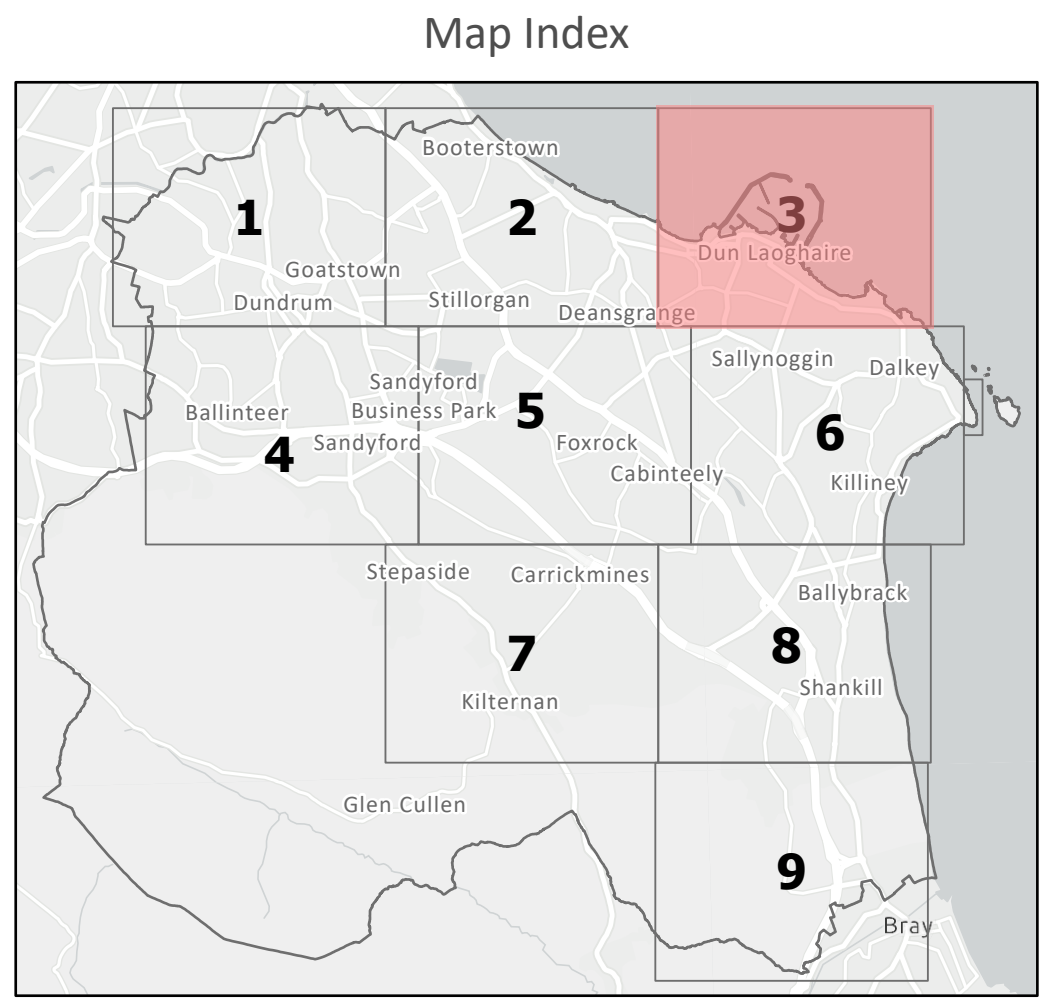 Map Index
Booterstown
1
2
3
Dun Laoghaire
Goatstown
Dundrum
Stillorgan
Deansgrange
Sallynoggin
Dalkey
Sandyford
Business Park
Ballinteer
5
6
Sandyford
4
Foxrock
Cabinteely
Killiney
Stepaside
Carrickmines
Ballybrack
7
8
Shankill
Kilternan
Glen Cullen
9
Bray